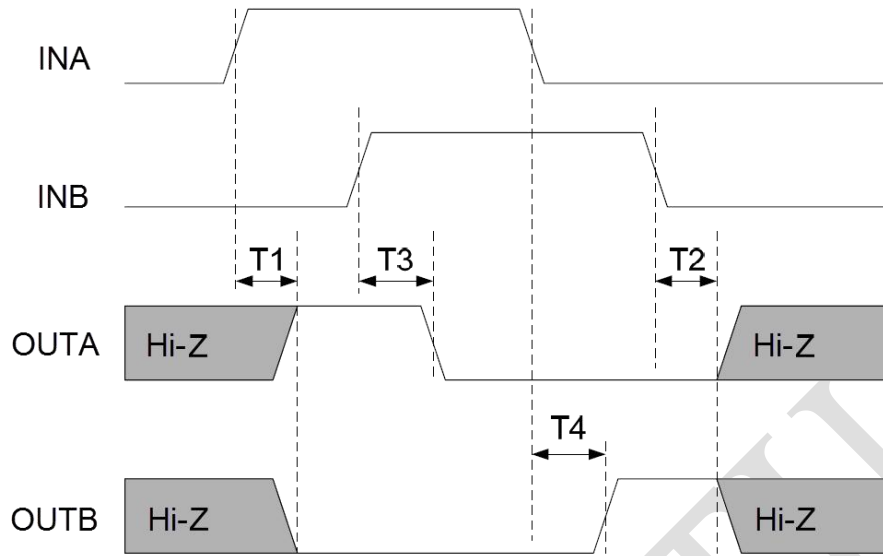 INA
INB
T1 T3 T2
OUTA Hi-Z Hi-Z
T4
OUTB Hi-Z Hi-Z